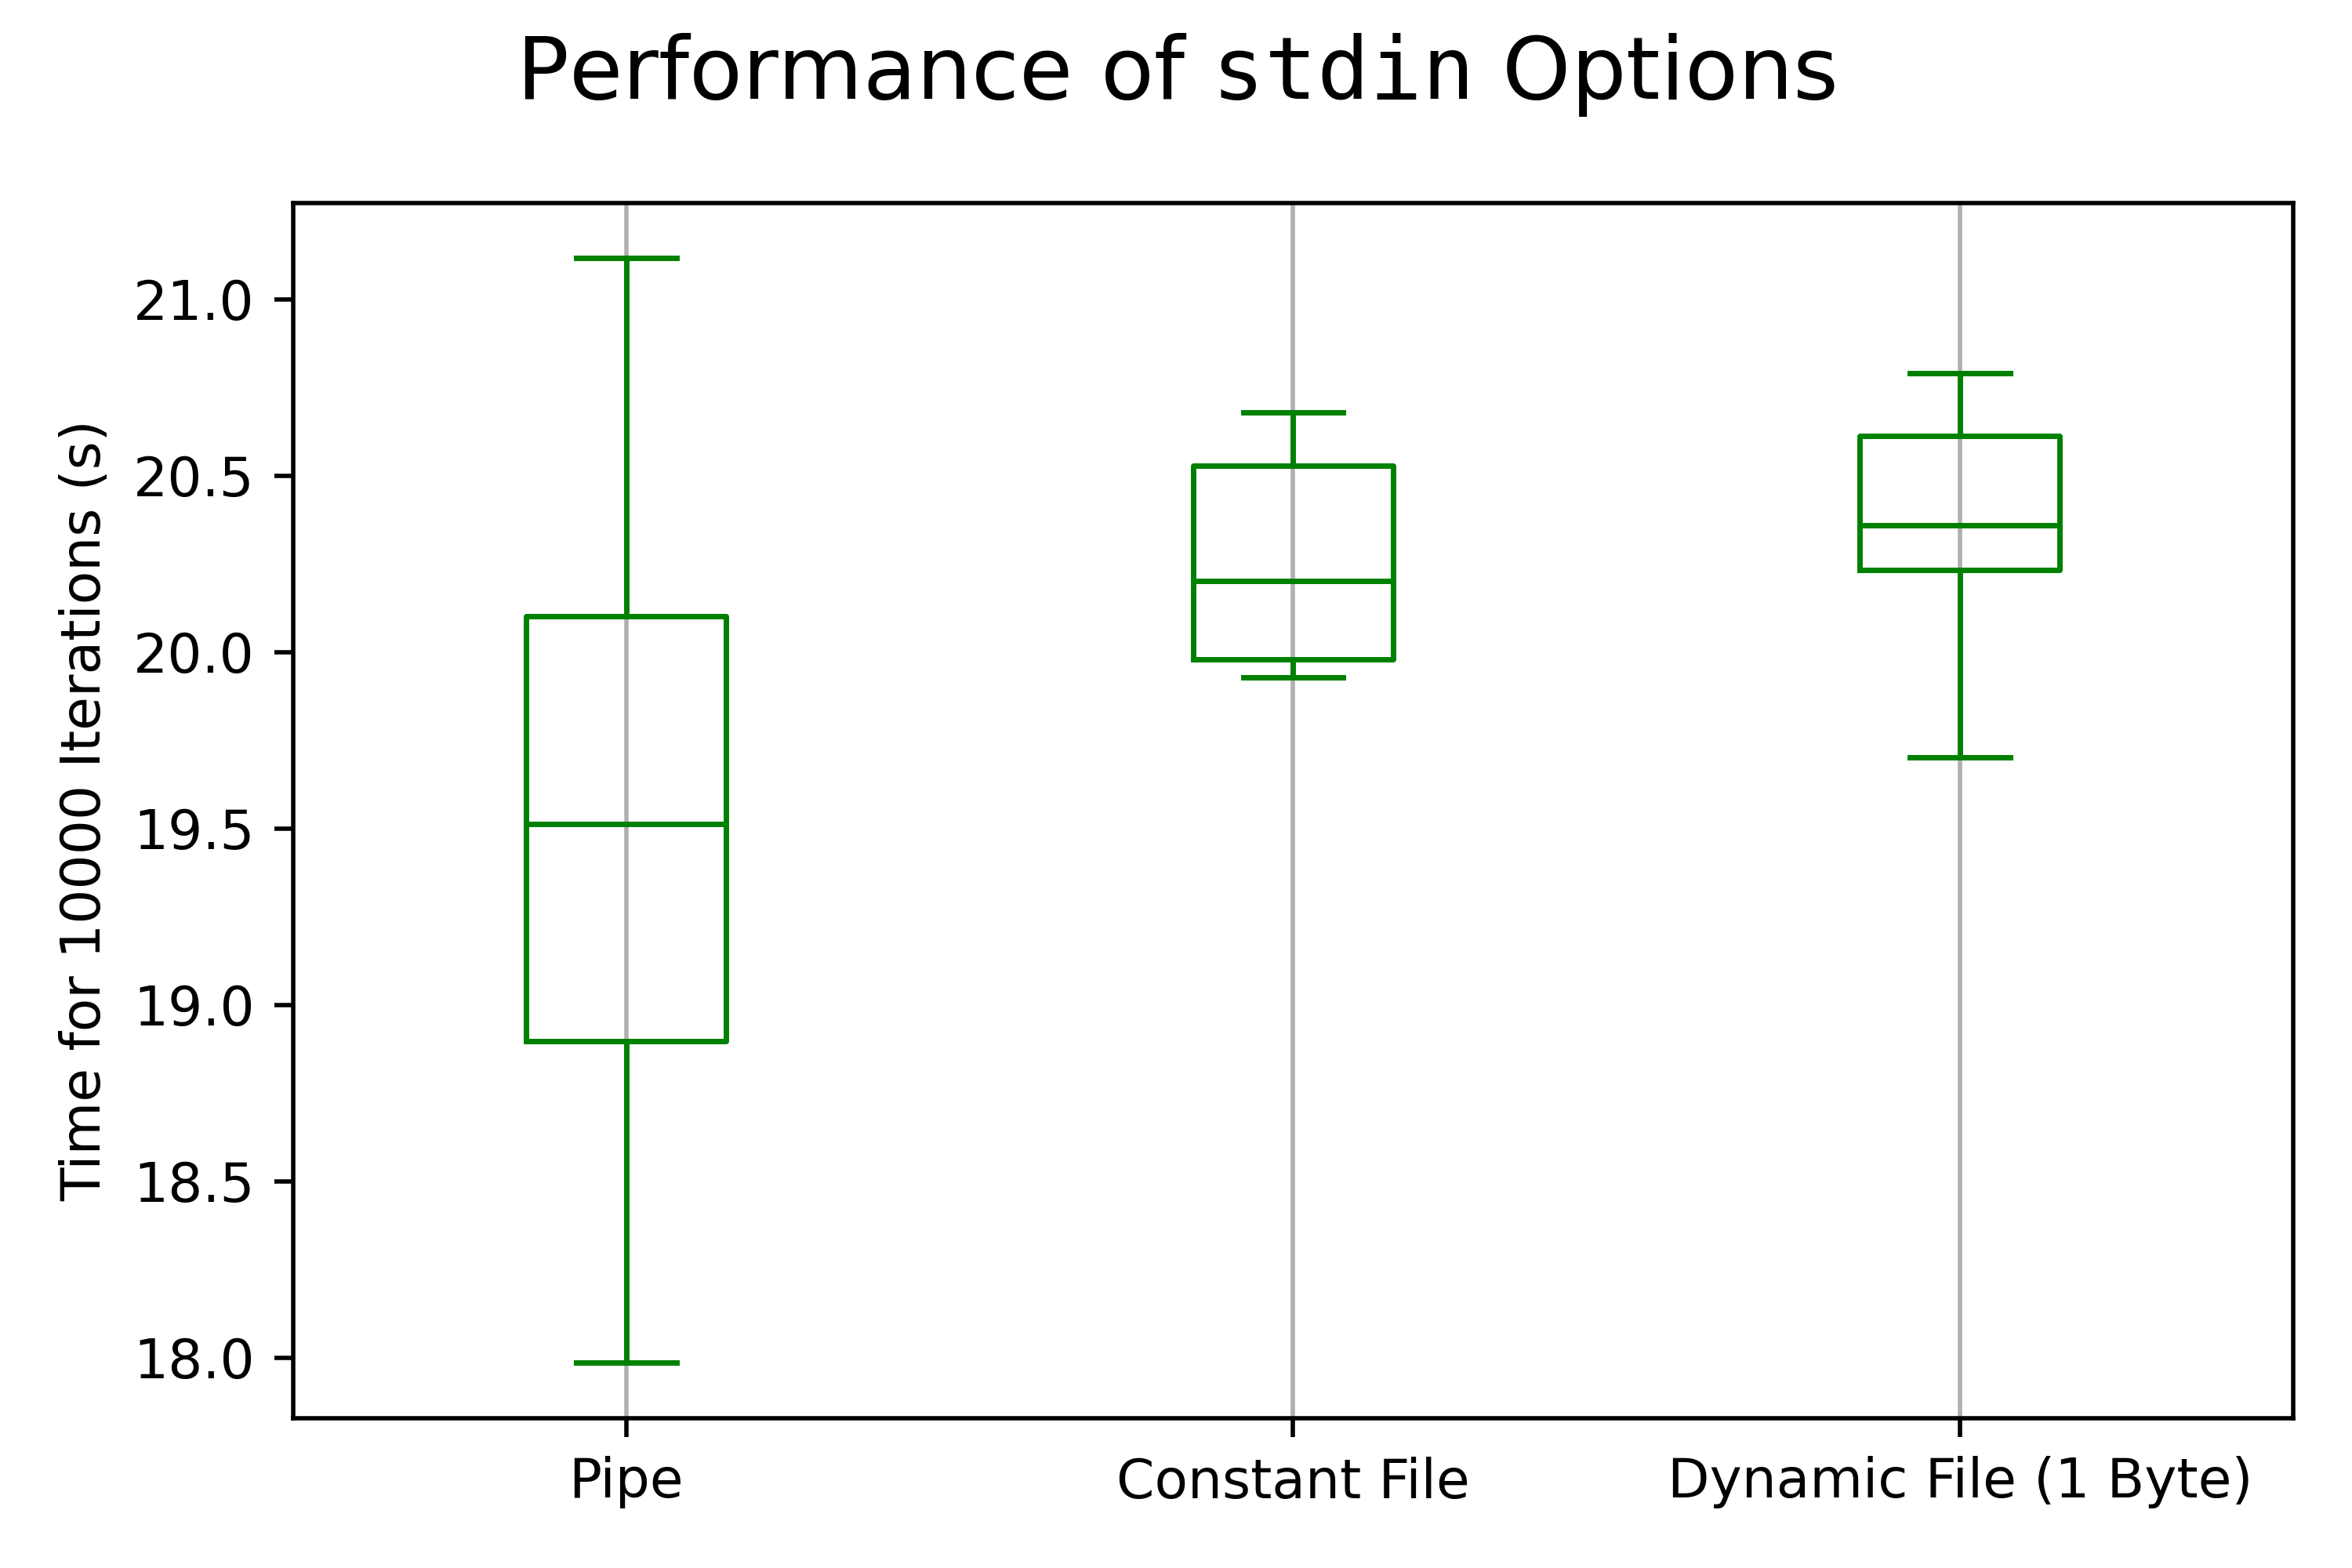 Performance of stdin Options
Time for 10000 Iterations (s)
21.0
20.5
20.0
19.5
19.0
18.5
18.0
Pipe
Constant File
Dynamic File (1 Byte)